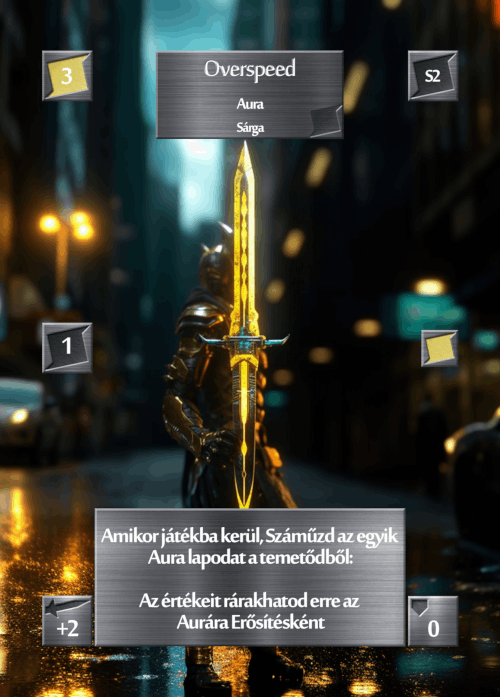 3
Overspeed
S2
Aura
Sárga
1
Amikor játékba kerül, Száműzd az egyik
Aura lapodat a temetődből:
Az értékeit rárakhatod erre az
Aurára Erősítésként
+2
0